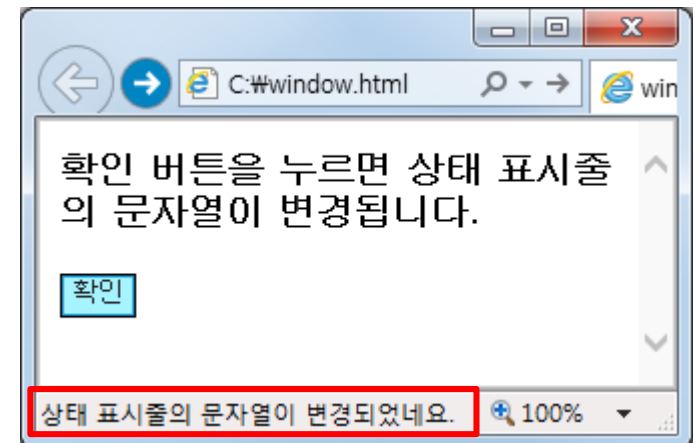 C:₩window.html
win
확인 버튼을 누르면 상태 표시줄
의 문자열이 변경됩니다.
확인
상태 표시줄의 문자열이 변경되었네요.
100%